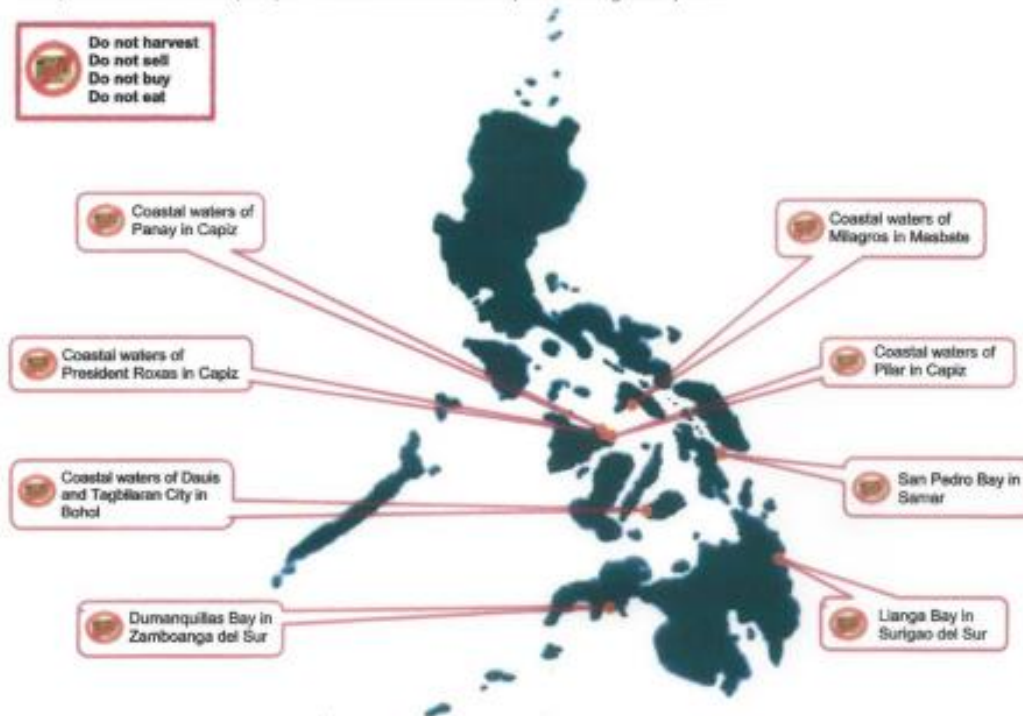 Do not harvest
Do not sell
Do not buy
Do not eat
Coastal waters of
Panay in Capiz
Coastal waters of
Milagros in Masbate
Coastal waters of
President Roxas in Capiz
Coastal waters of
Pilar in Capiz
Coastal waters of Dauis
and Tagbilaran City in
Bohol
San Pedro Bay in
Samar
Dumanquillas Bay in
Zamboanga del Sur
Lianga Bay in
Surigao del Sur